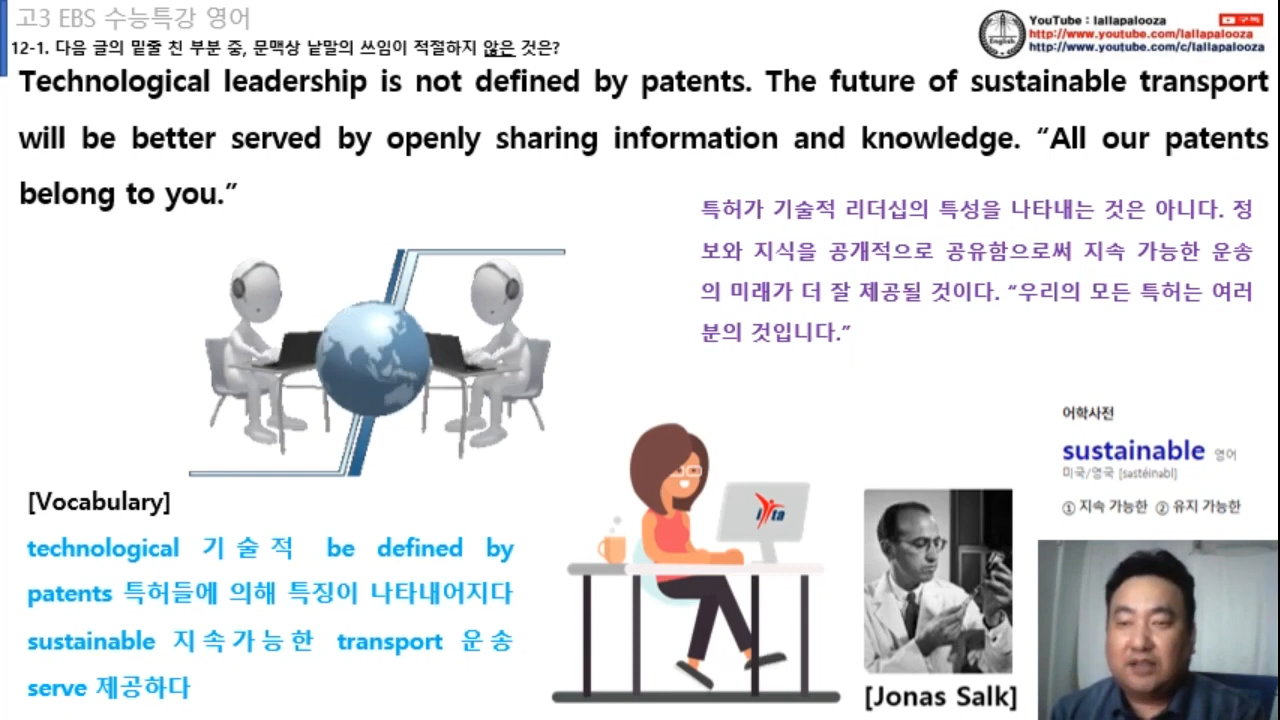 고3 EBS 수능특강 영어
YouTube : lallapalooza
구독
http://www.youtube.com/lallapalooza
http://www.youtube.com/c/lallapalooza
English
12-1. 다음 글의 밑줄 친 부분 중, 문맥상 낱말의 쓰임이 적절하지 않은 것은?
Technological leadership is not defined by patents. The future of sustainable transport
will be better served by openly sharing information and knowledge. “All our patents
belong to you.”
특허가 기술적 리더십의 특성을 나타내는 것은 아니다. 정
보와 지식을 공개적으로 공유함으로써 지속 가능한 운송
의 미래가 더 잘 제공될 것이다. “우리의 모든 특허는 여러
분의 것입니다.”
어학사전
sustainable 영어
미국/영국 [səstéinəbl]
① 지속 가능한 ② 유지 가능한
[Vocabulary]
technological 기술적 be defined by
patents 특허들에 의해 특징이 나타내어지다
sustainable 지속가능한 transport 운송
serve 제공하다
[Jonas Salk]